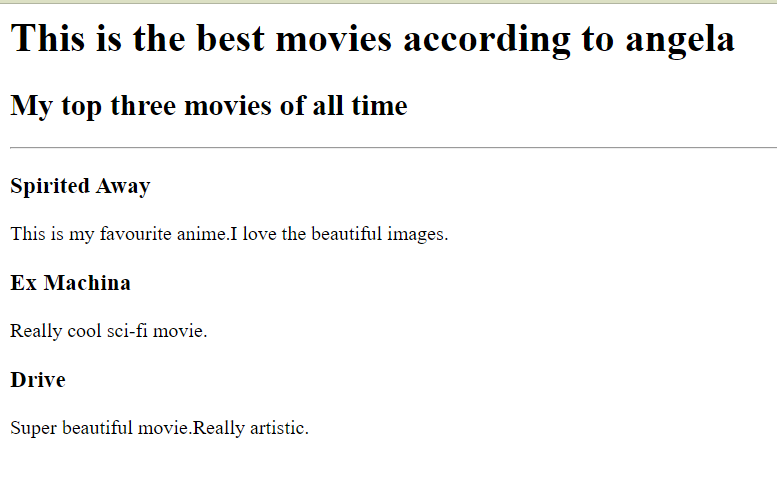 This is the best movies according to angela
My top three movies of all time
Spirited Away
This is my favourite anime.I love the beautiful images.
Ex Machina
Really cool sci-fi movie.
Drive
Super beautiful movie.Really artistic.